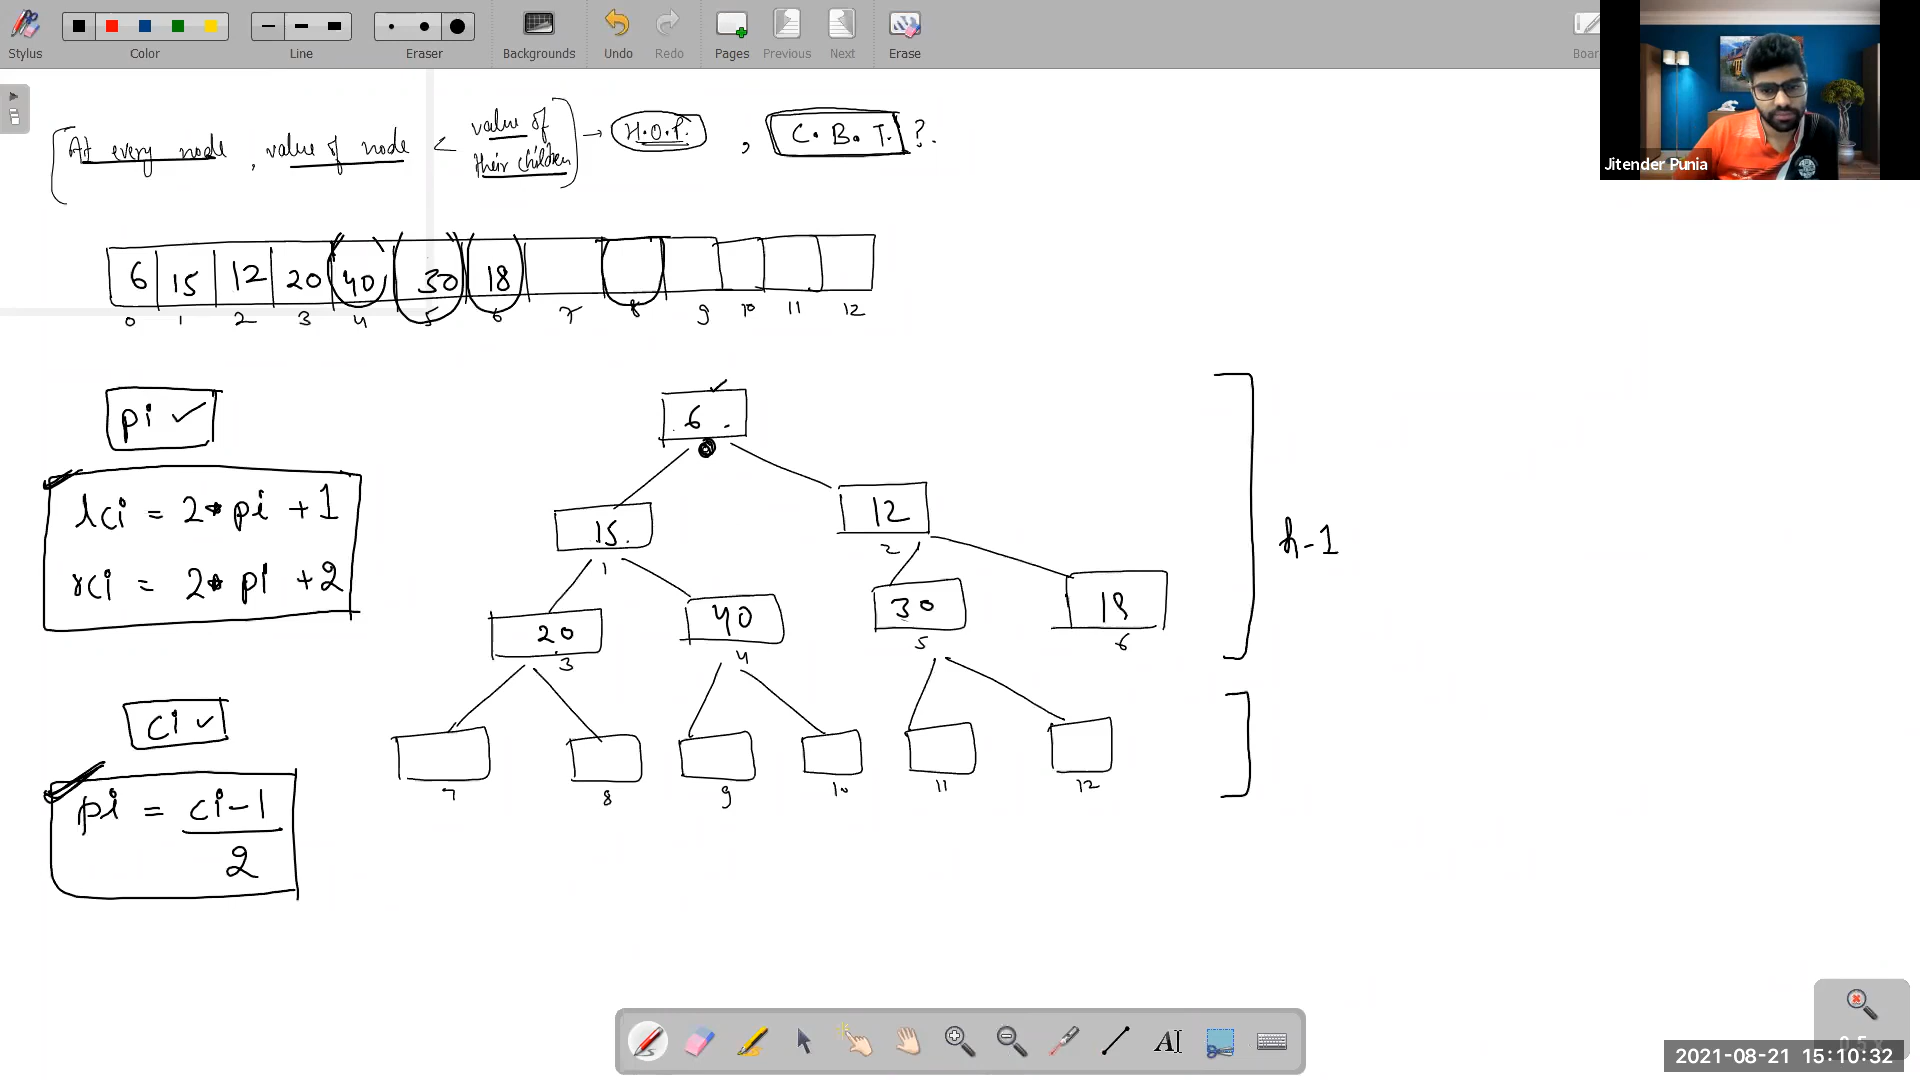 Stylus Color Line Eraser Backgrounds Undo Redo Pages Previous Next Erase Boar
Jitender Punia
At every node, value of node < value of their children → H.O.P. , C.B.T. ?
6 15 12 20 40 30 18
0 1 2 3 4 5 6 7 8 9 10 11 12
pi ✓
lci = 2* pi +1
rci = 2* pi +2
ci ✓
pi = ci-1
2
6
0
15 12
1 2
20 40 30 18
3 4 5 6
7 8 9 10 11 12
h-1
0.5 x
2021-08-21 15:10:32